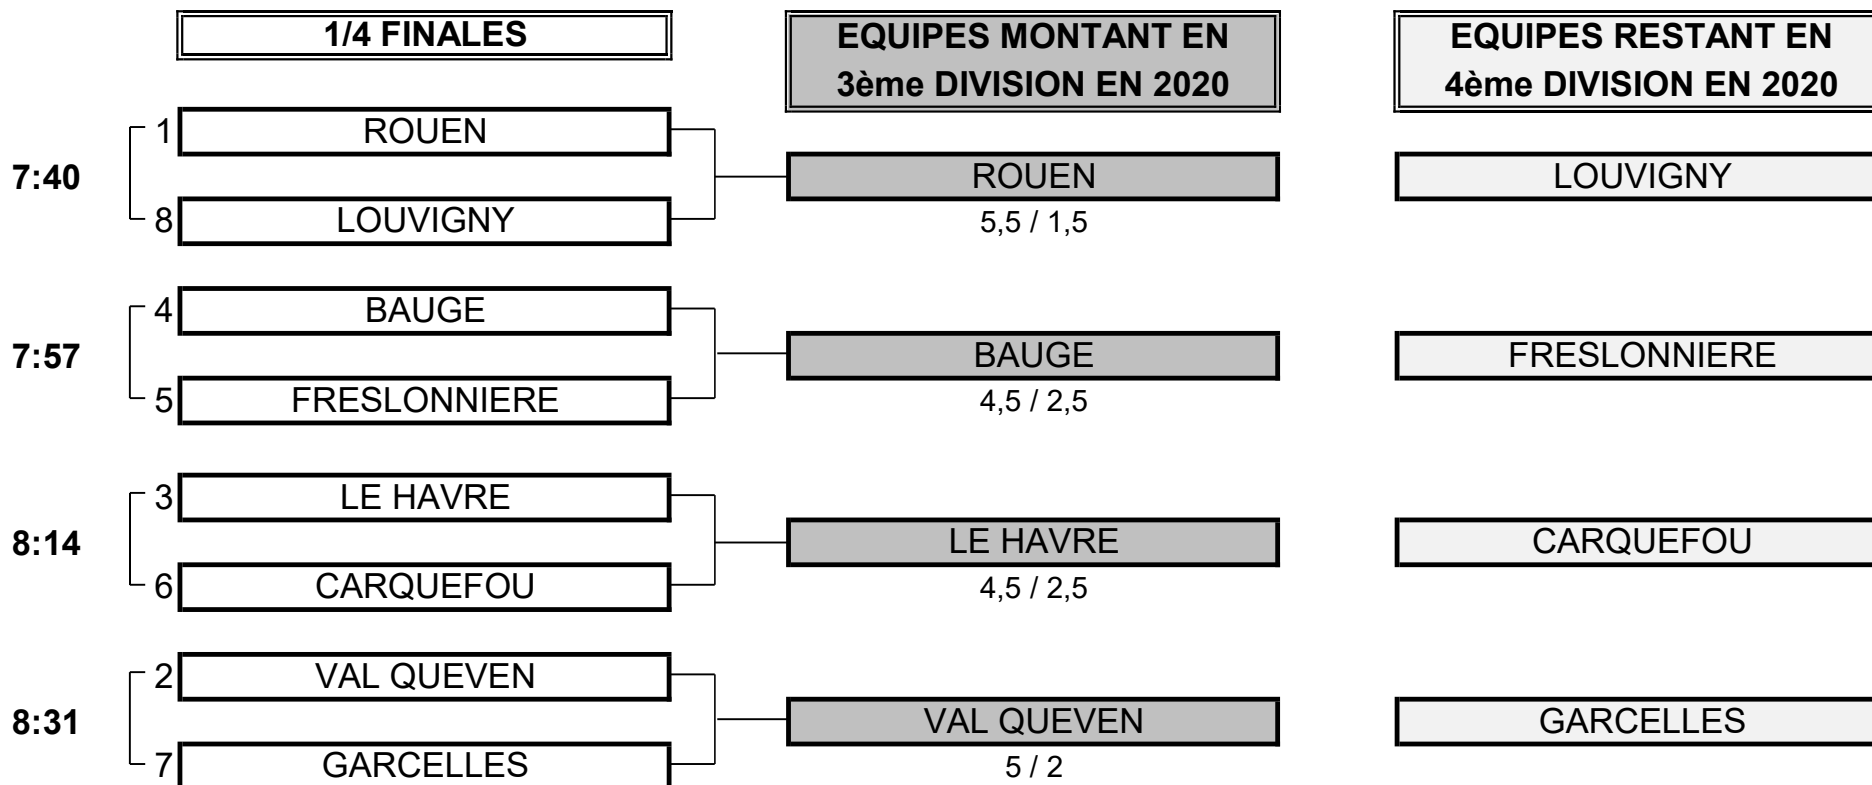 1/4 FINALES
EQUIPES MONTANT EN
3ème DIVISION EN 2020
EQUIPES RESTANT EN
4ème DIVISION EN 2020
1 ROUEN
7:40 ROUEN LOUVIGNY
8 LOUVIGNY 5,5 / 1,5
4 BAUGE
7:57 BAUGE FRESLONNIERE
5 FRESLONNIERE 4,5 / 2,5
3 LE HAVRE
8:14 LE HAVRE CARQUEFOU
6 CARQUEFOU 4,5 / 2,5
2 VAL QUEVEN
8:31 VAL QUEVEN GARCELLES
7 GARCELLES 5 / 2